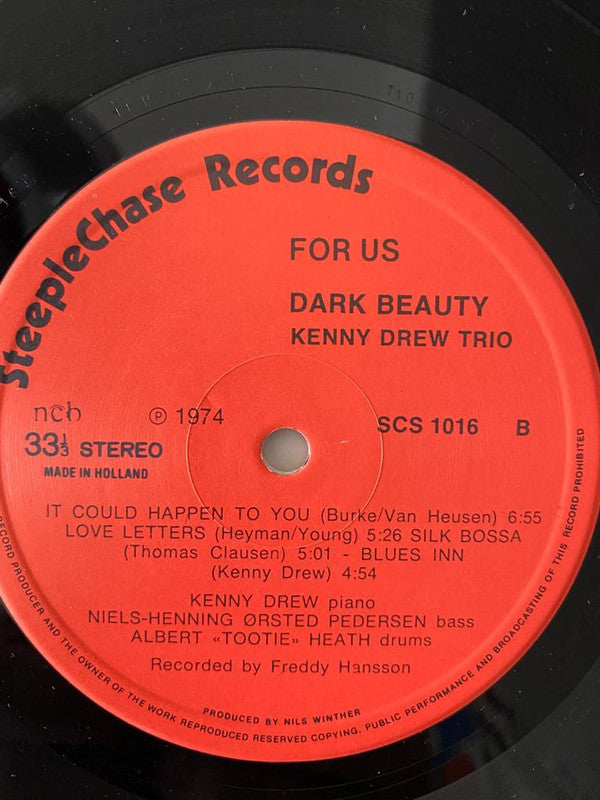 SteepleChase Records
FOR US
DARK BEAUTY
KENNY DREW TRIO
ncb
℗ 1974
SCS 1016 B
33⅓ STEREO
MADE IN HOLLAND
IT COULD HAPPEN TO YOU (Burke/Van Heusen) 6:55
LOVE LETTERS (Heyman/Young) 5:26 SILK BOSSA
(Thomas Clausen) 5:01 - BLUES INN
(Kenny Drew) 4:54
KENNY DREW piano
NIELS-HENNING ØRSTED PEDERSEN bass
ALBERT «TOOTIE» HEATH drums
Recorded by Freddy Hansson
PRODUCED BY NILS WINTHER
RECORD PRODUCER AND THE OWNER OF THE WORK REPRODUCED RESERVED COPYING, PUBLIC PERFORMANCE AND BROADCASTING OF THIS RECORD PROHIBITED